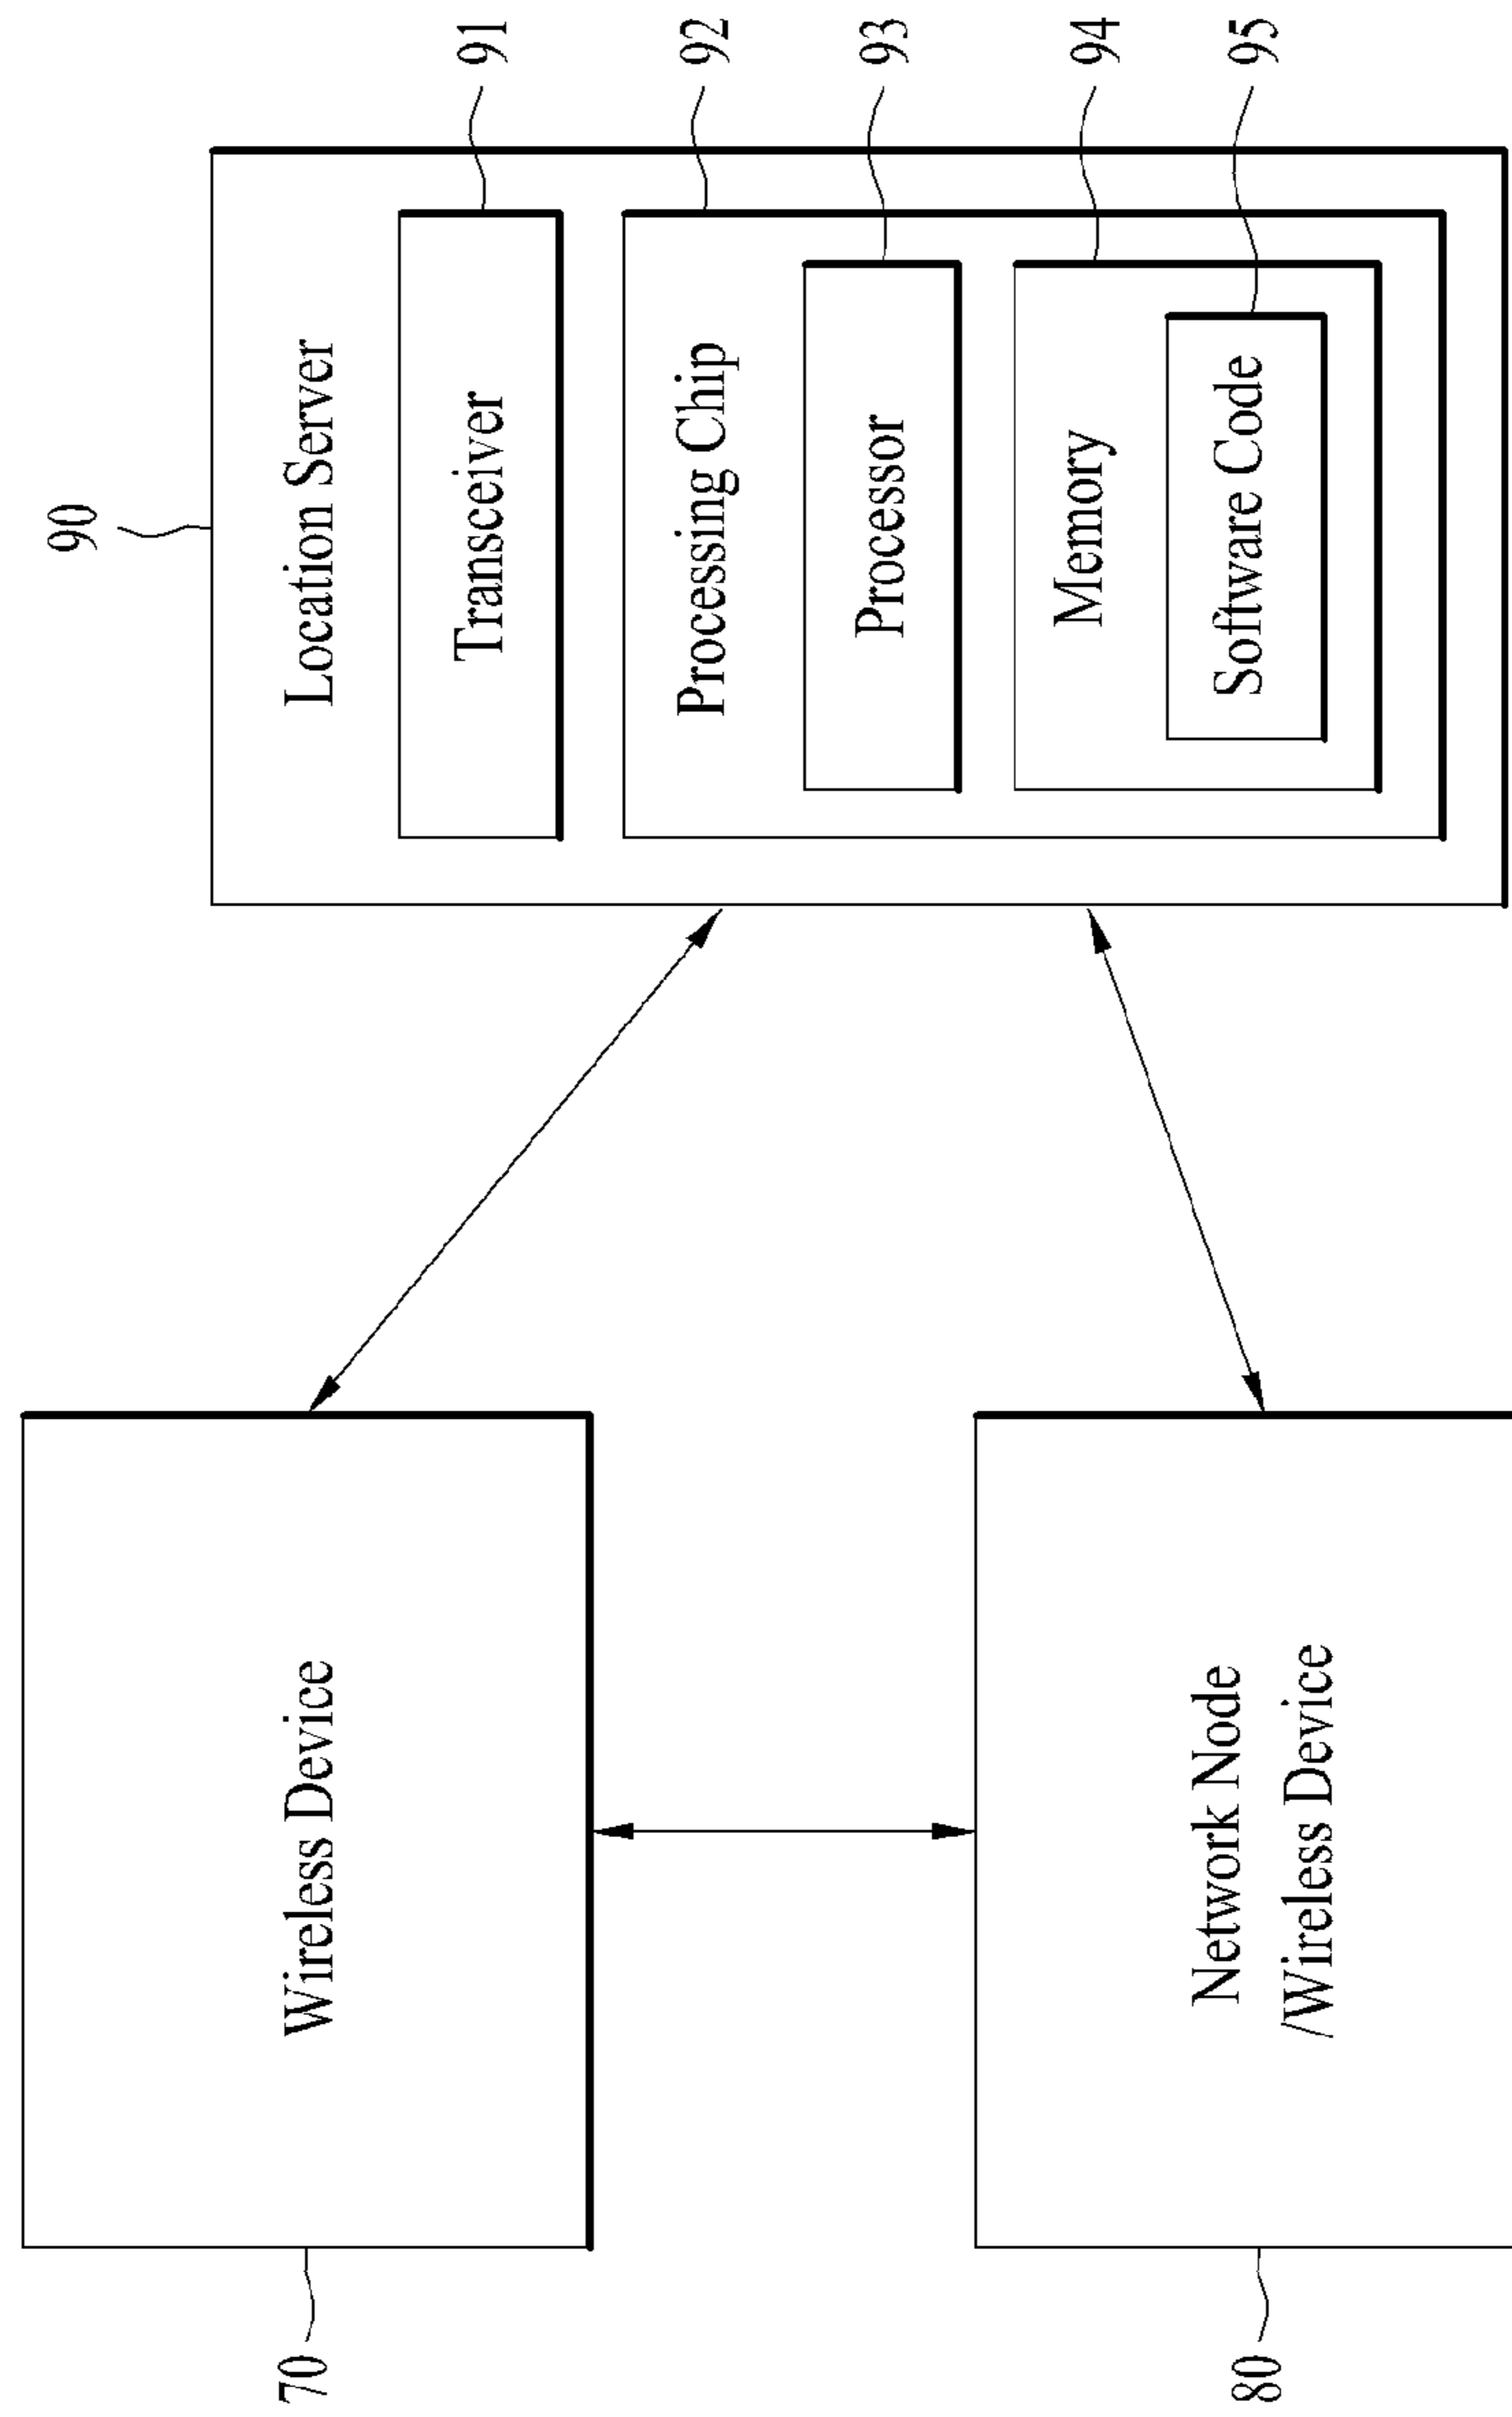 90
Location Server
Transceiver
91
Processing Chip
92
Processor
93
Memory
94
Software Code
95
70
Wireless Device
80
Network Node
/Wireless Device